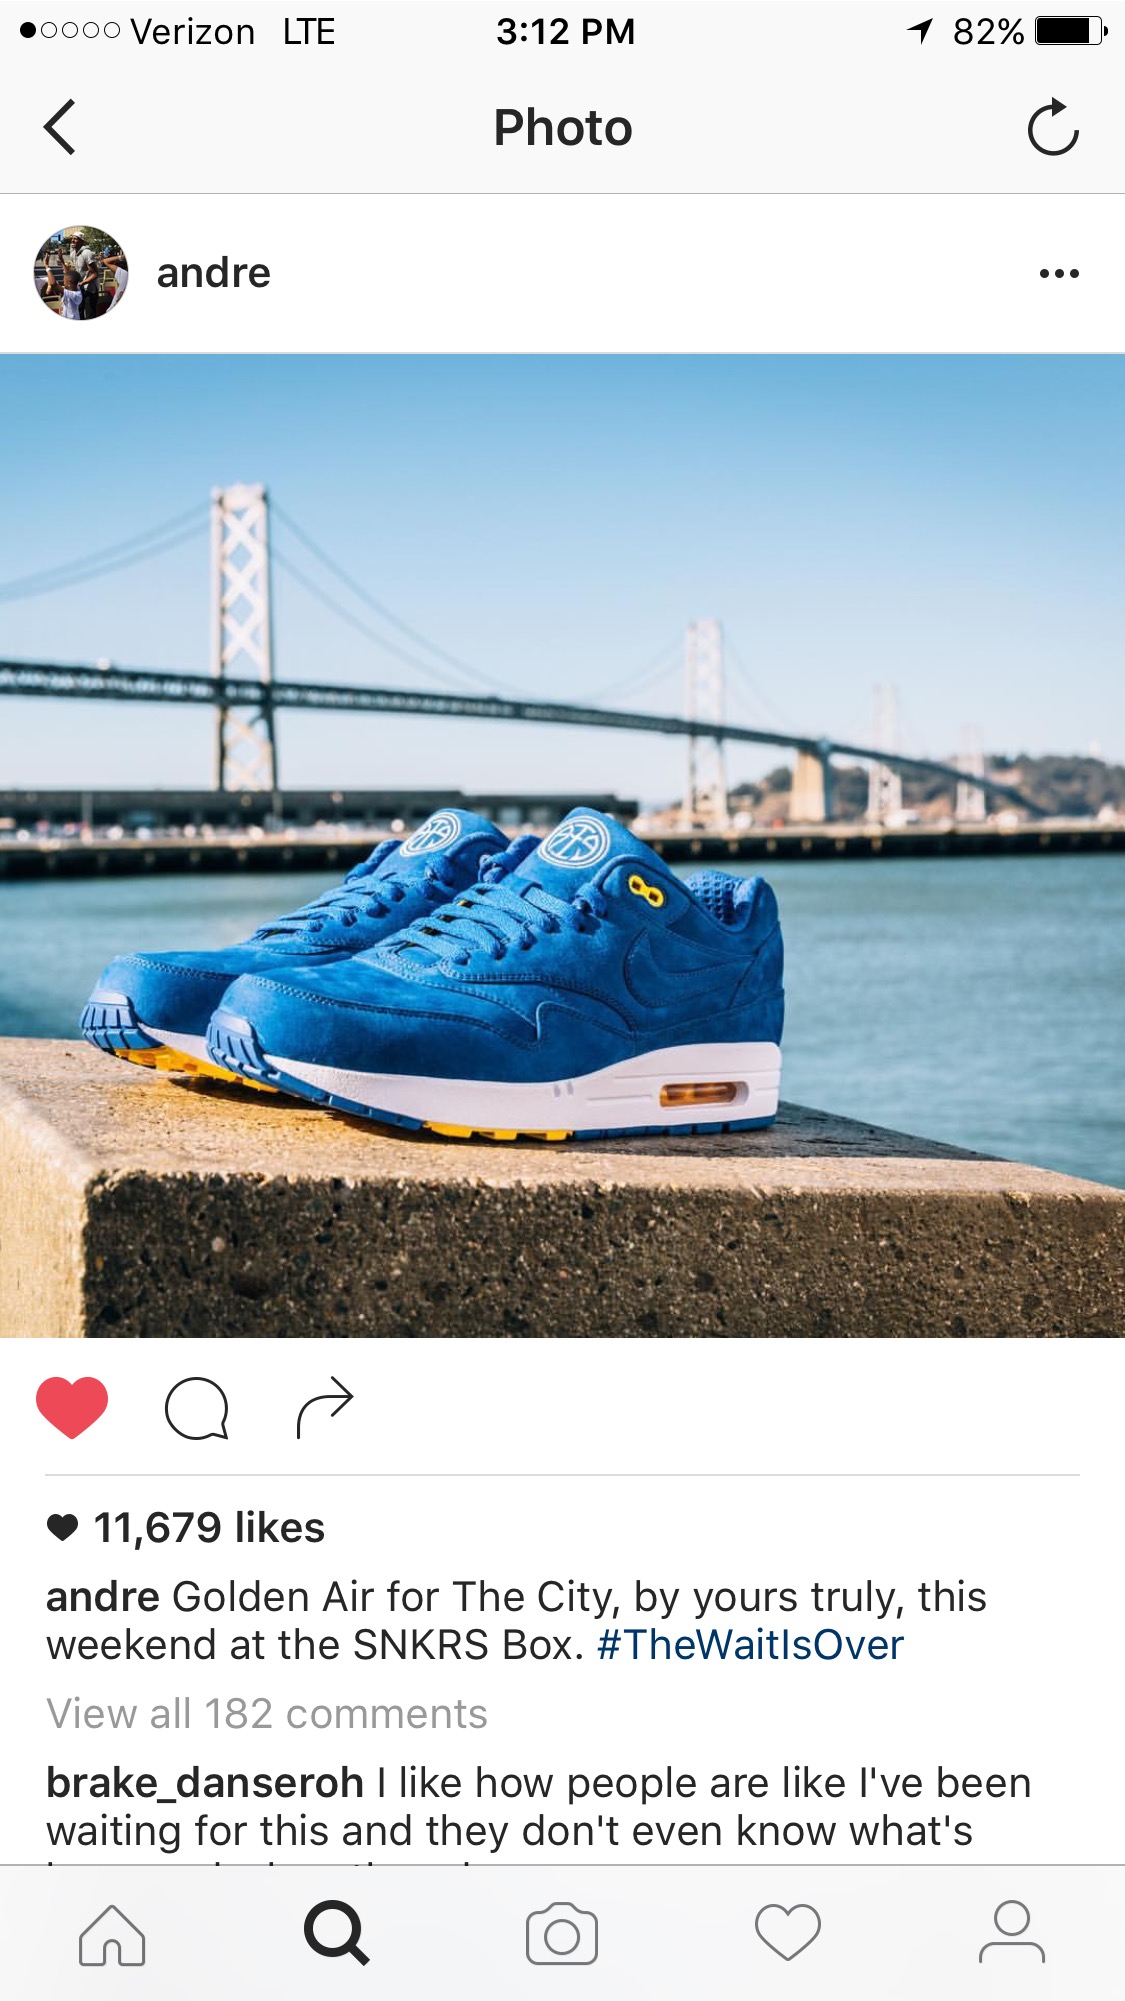 Verizon LTE 3:12 PM 82%
Photo
andre
11,679 likes
andre Golden Air for The City, by yours truly, this
weekend at the SNKRS Box. #TheWaitIsOver
View all 182 comments
brake_danseroh I like how people are like I've been
waiting for this and they don't even know what's